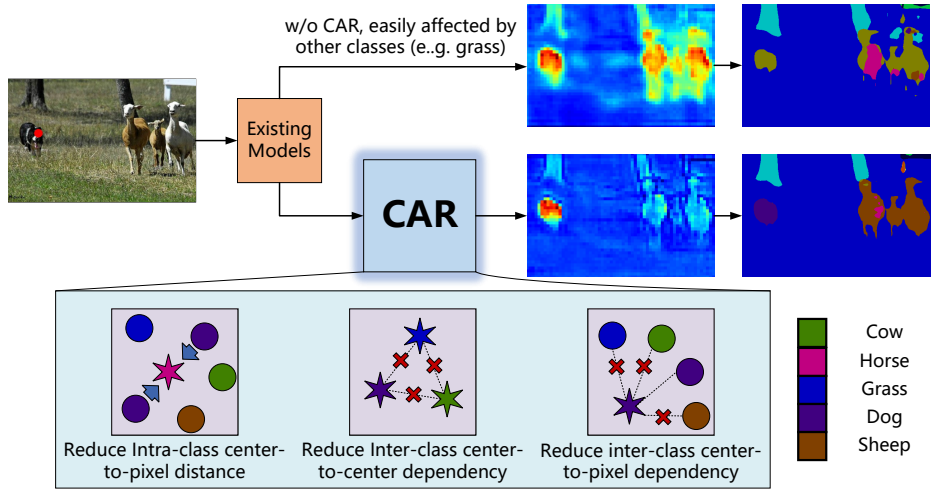 w/o CAR, easily affected by
other classes (e..g. grass)
Existing
Models
CAR
Reduce Intra-class center-
to-pixel distance
Reduce Inter-class center-
to-center dependency
Reduce inter-class center-
to-pixel dependency
Cow
Horse
Grass
Dog
Sheep